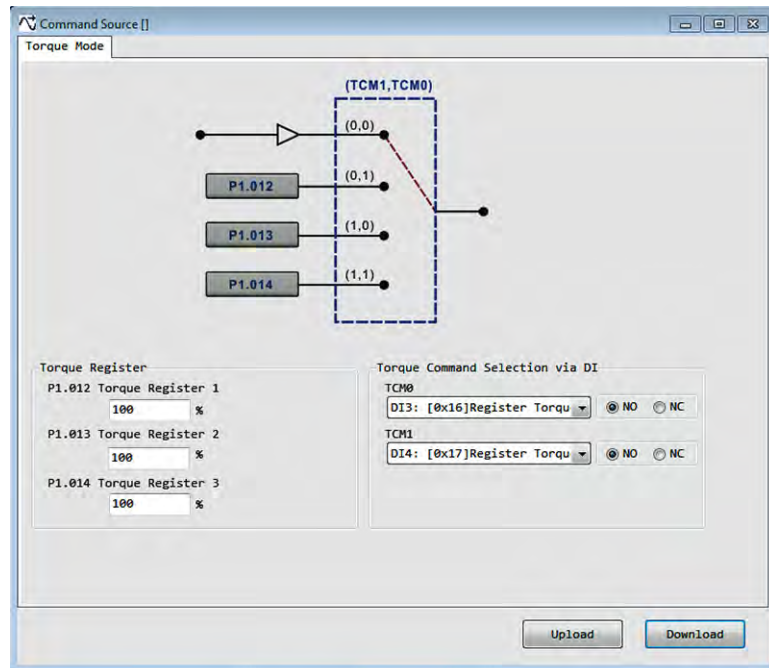 Command Source []
Torque Mode
(TCM1,TCM0)
(0,0)
P1.012 (0,1)
P1.013 (1,0)
P1.014 (1,1)
Torque Register
P1.012 Torque Register 1
100 %
P1.013 Torque Register 2
100 %
P1.014 Torque Register 3
100 %
Torque Command Selection via DI
TCM0
DI3: [0x16]Register Torqu NO NC
TCM1
DI4: [0x17]Register Torqu NO NC
Upload Download